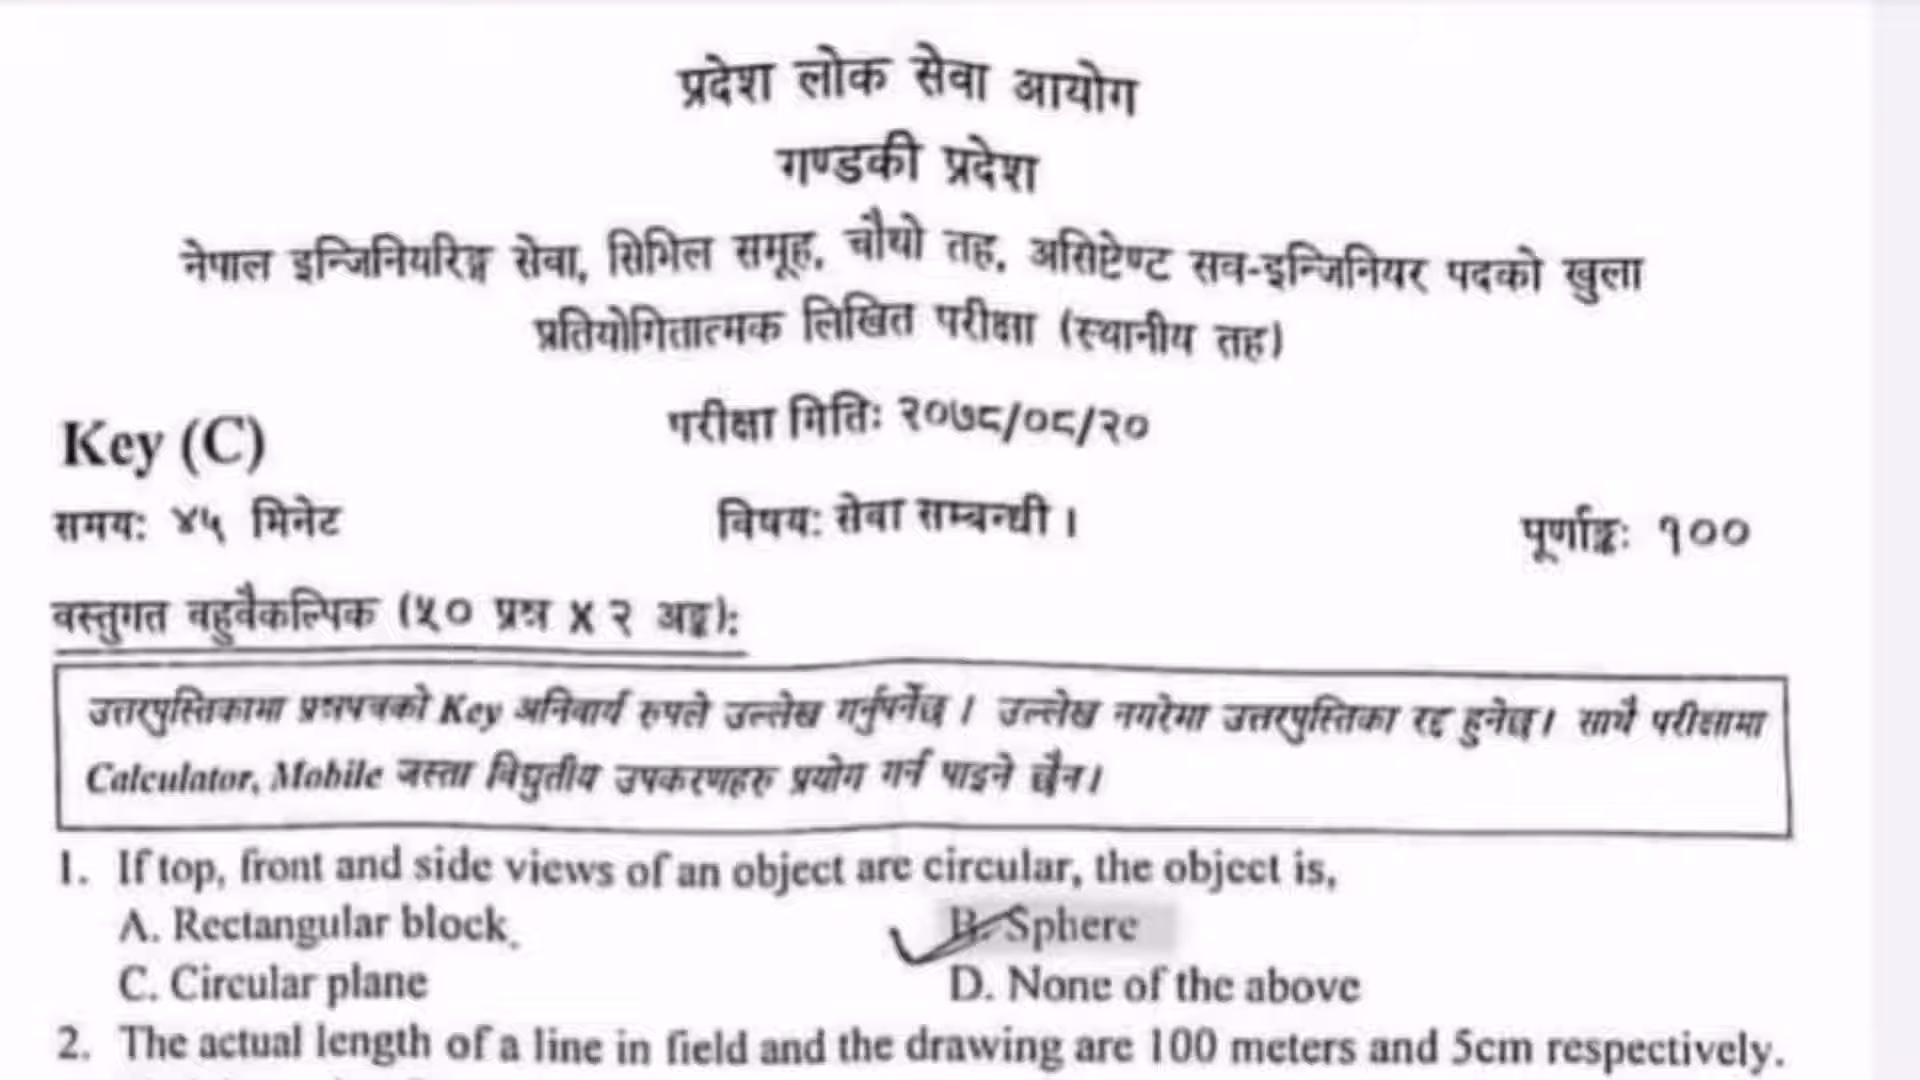 प्रदेश लोक सेवा आयोग
गण्डकी प्रदेश
नेपाल इन्जिनियरिङ्ग सेवा, सिभिल समूह, चौथो तह, असिष्टेण्ट सव-इन्जिनियर पदको खुला
प्रतियोगितात्मक लिखित परीक्षा (स्थानीय तह)
Key (C) परीक्षा मितिः २०७८/०८/२०
समयः ४५ मिनेट विषयः सेवा सम्बन्धी । पूर्णाङ्कः १००
वस्तुगत वहुवैकल्पिक (५० प्रश्न X २ अङ्क):
उत्तरपुस्तिकामा प्रश्नपत्रको Key अनिवार्य रुपले उल्लेख गर्नुपर्नेछ । उल्लेख नगरेमा उत्तरपुस्तिका रद्द हुनेछ। साथै परीक्षामा
Calculator, Mobile जस्ता विद्युतीय उपकरणहरु प्रयोग गर्न पाइने छैन।
1. If top, front and side views of an object are circular, the object is,
A. Rectangular block B. Sphere
C. Circular plane D. None of the above
2. The actual length of a line in field and the drawing are 100 meters and 5cm respectively.